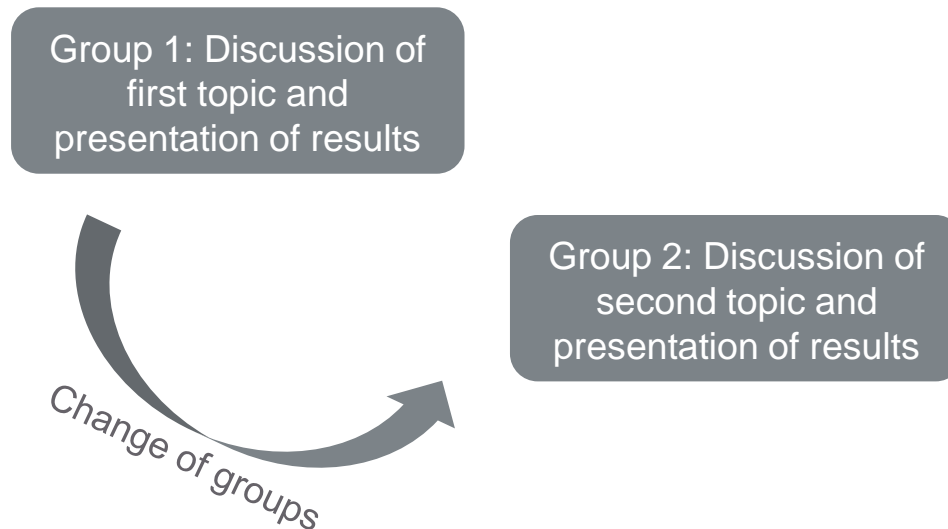 Group 1: Discussion of
first topic and
presentation of results
Group 2: Discussion of
second topic and
presentation of results
Change of groups